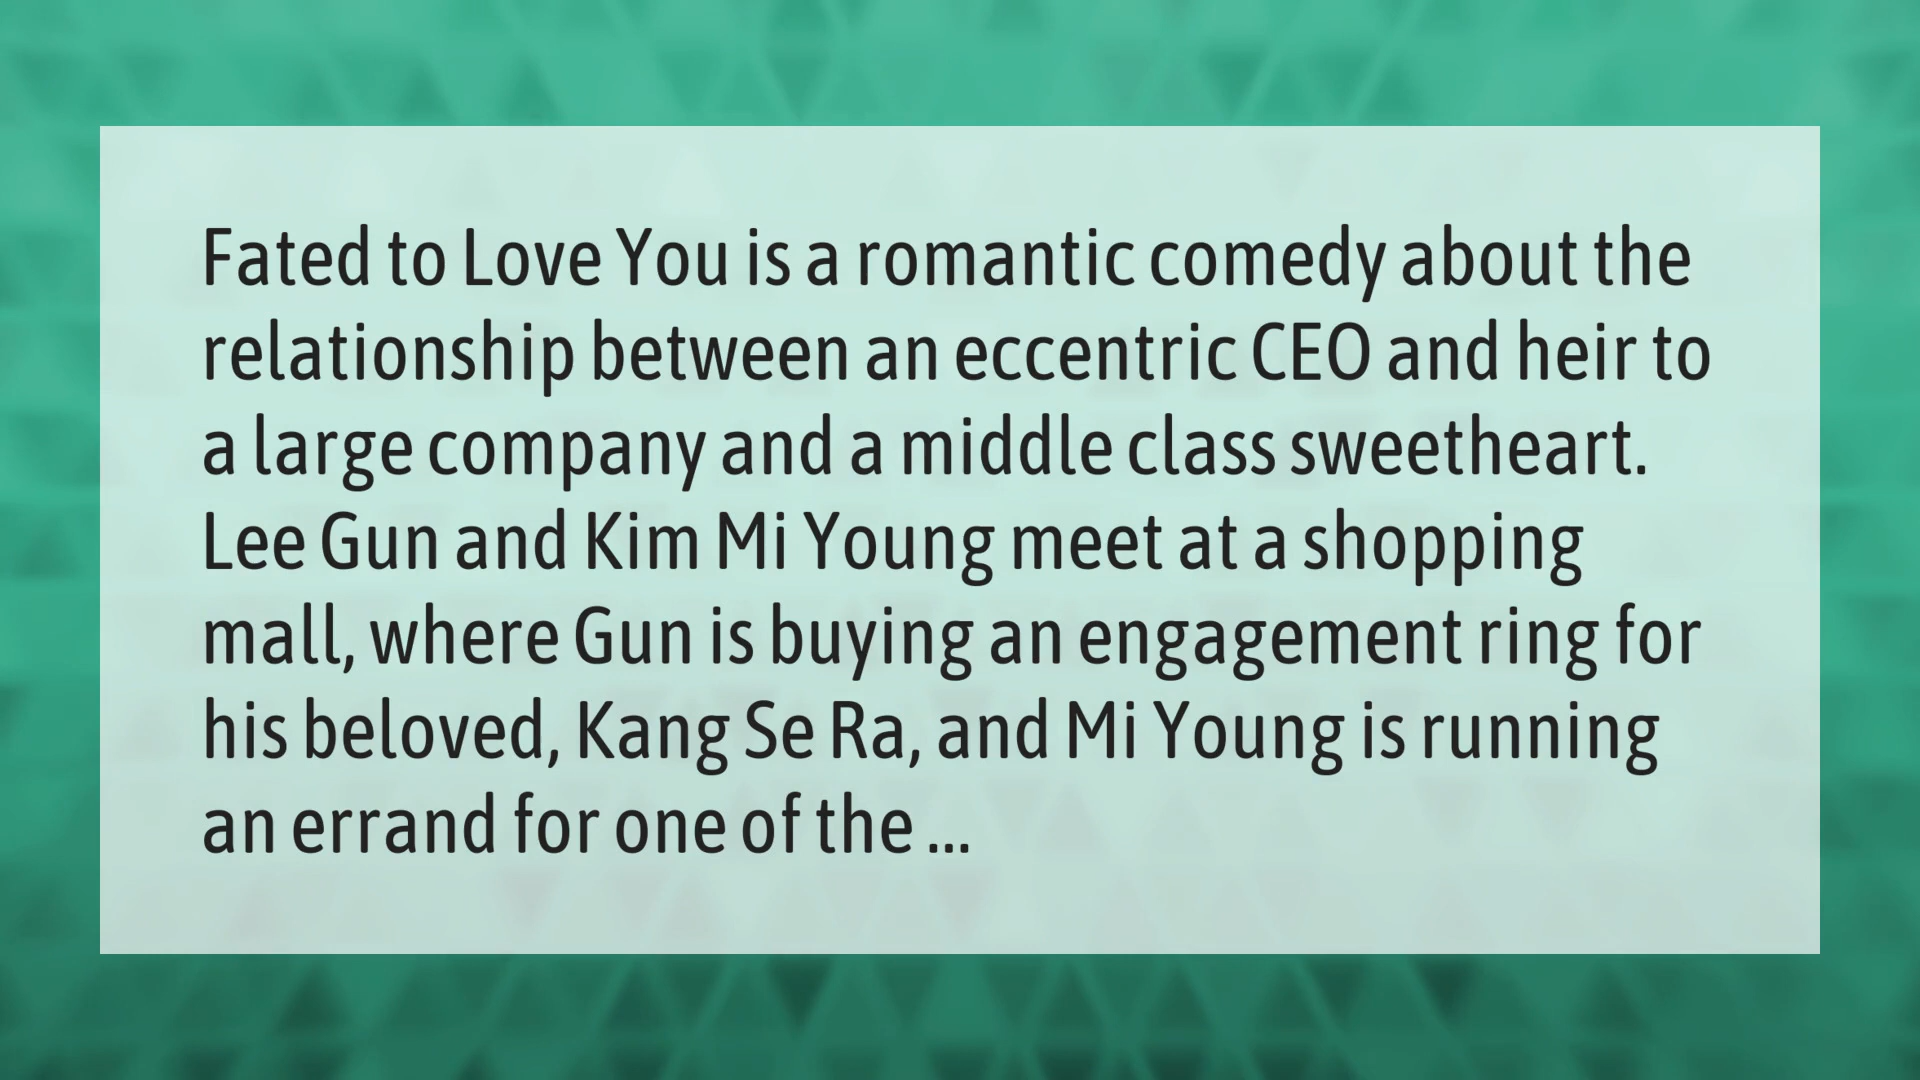 Fated to Love You is a romantic comedy about the
relationship between an eccentric CEO and heir to
a large company and a middle class sweetheart.
Lee Gun and Kim Mi Young meet at a shopping
mall, where Gun is buying an engagement ring for
his beloved, Kang Se Ra, and Mi Young is running
an errand for one of the ...